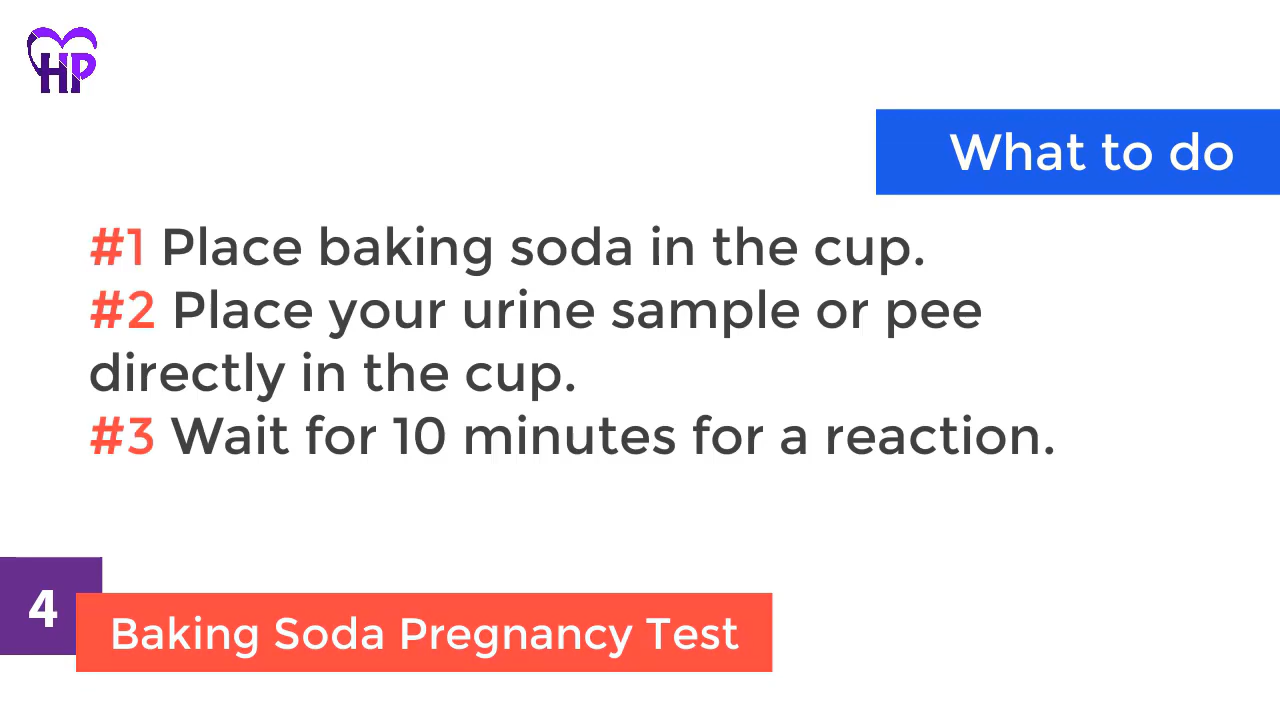 HP
What to do
#1 Place baking soda in the cup.
#2 Place your urine sample or pee
directly in the cup.
#3 Wait for 10 minutes for a reaction.
4
Baking Soda Pregnancy Test